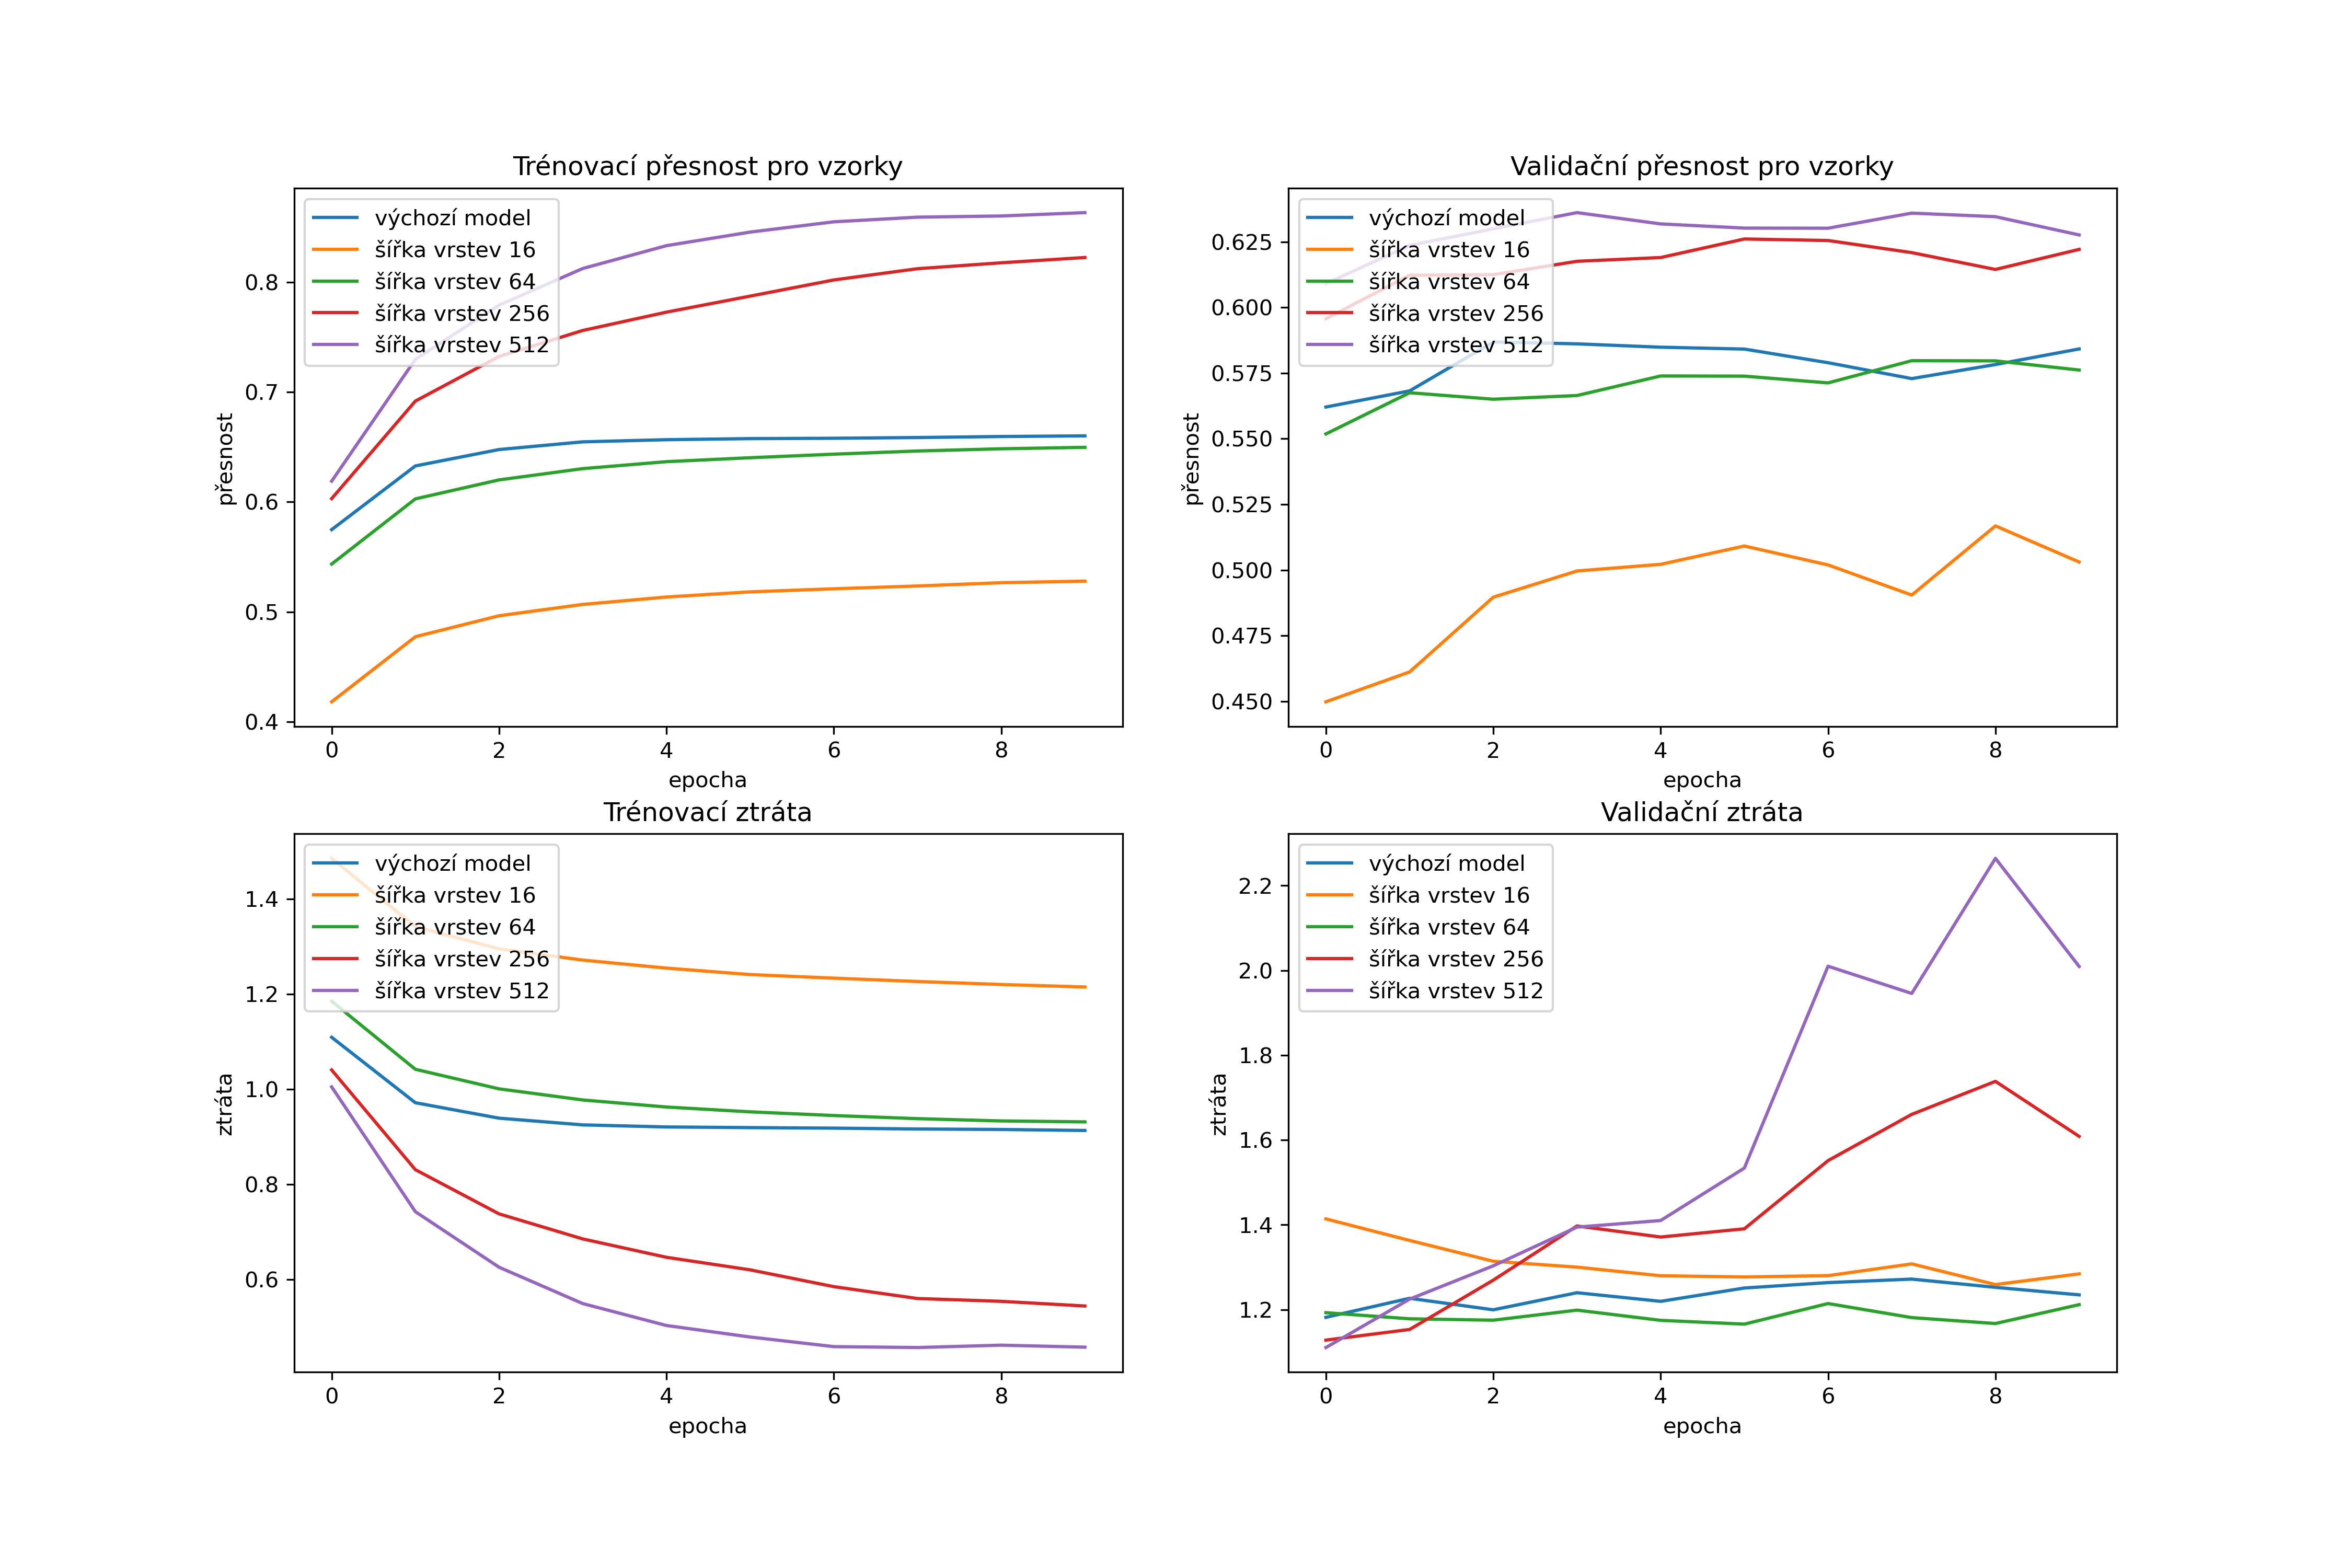 Trénovací přesnost pro vzorky
výchozí model
šířka vrstev 16
šířka vrstev 64
šířka vrstev 256
šířka vrstev 512
0.8
0.7
0.6
0.5
0.4
přesnost
0 2 4 6 8
epocha
Validační přesnost pro vzorky
výchozí model
šířka vrstev 16
šířka vrstev 64
šířka vrstev 256
šířka vrstev 512
0.625
0.600
0.575
0.550
0.525
0.500
0.475
0.450
přesnost
0 2 4 6 8
epocha
Trénovací ztráta
výchozí model
šířka vrstev 16
šířka vrstev 64
šířka vrstev 256
šířka vrstev 512
1.4
1.2
1.0
0.8
0.6
ztráta
0 2 4 6 8
epocha
Validační ztráta
výchozí model
šířka vrstev 16
šířka vrstev 64
šířka vrstev 256
šířka vrstev 512
2.2
2.0
1.8
1.6
1.4
1.2
ztráta
0 2 4 6 8
epocha